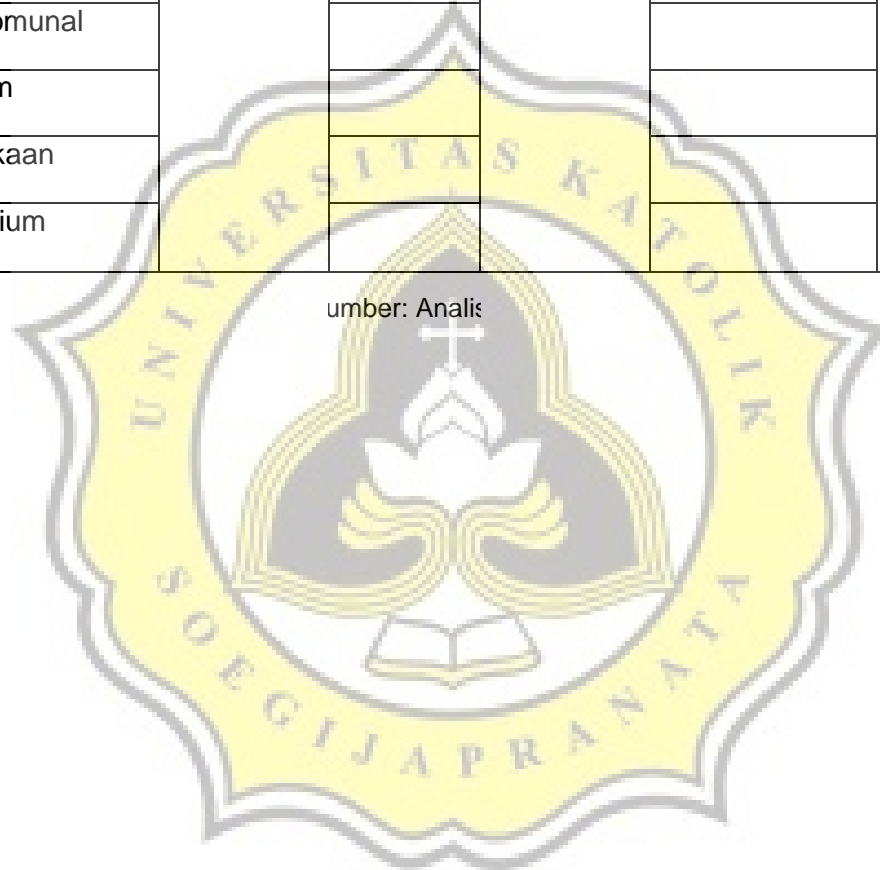 omunal
m
kaan
ium
umber: Analis
UNIVERSITAS KATOLIK
SOEGIJAPRANATA